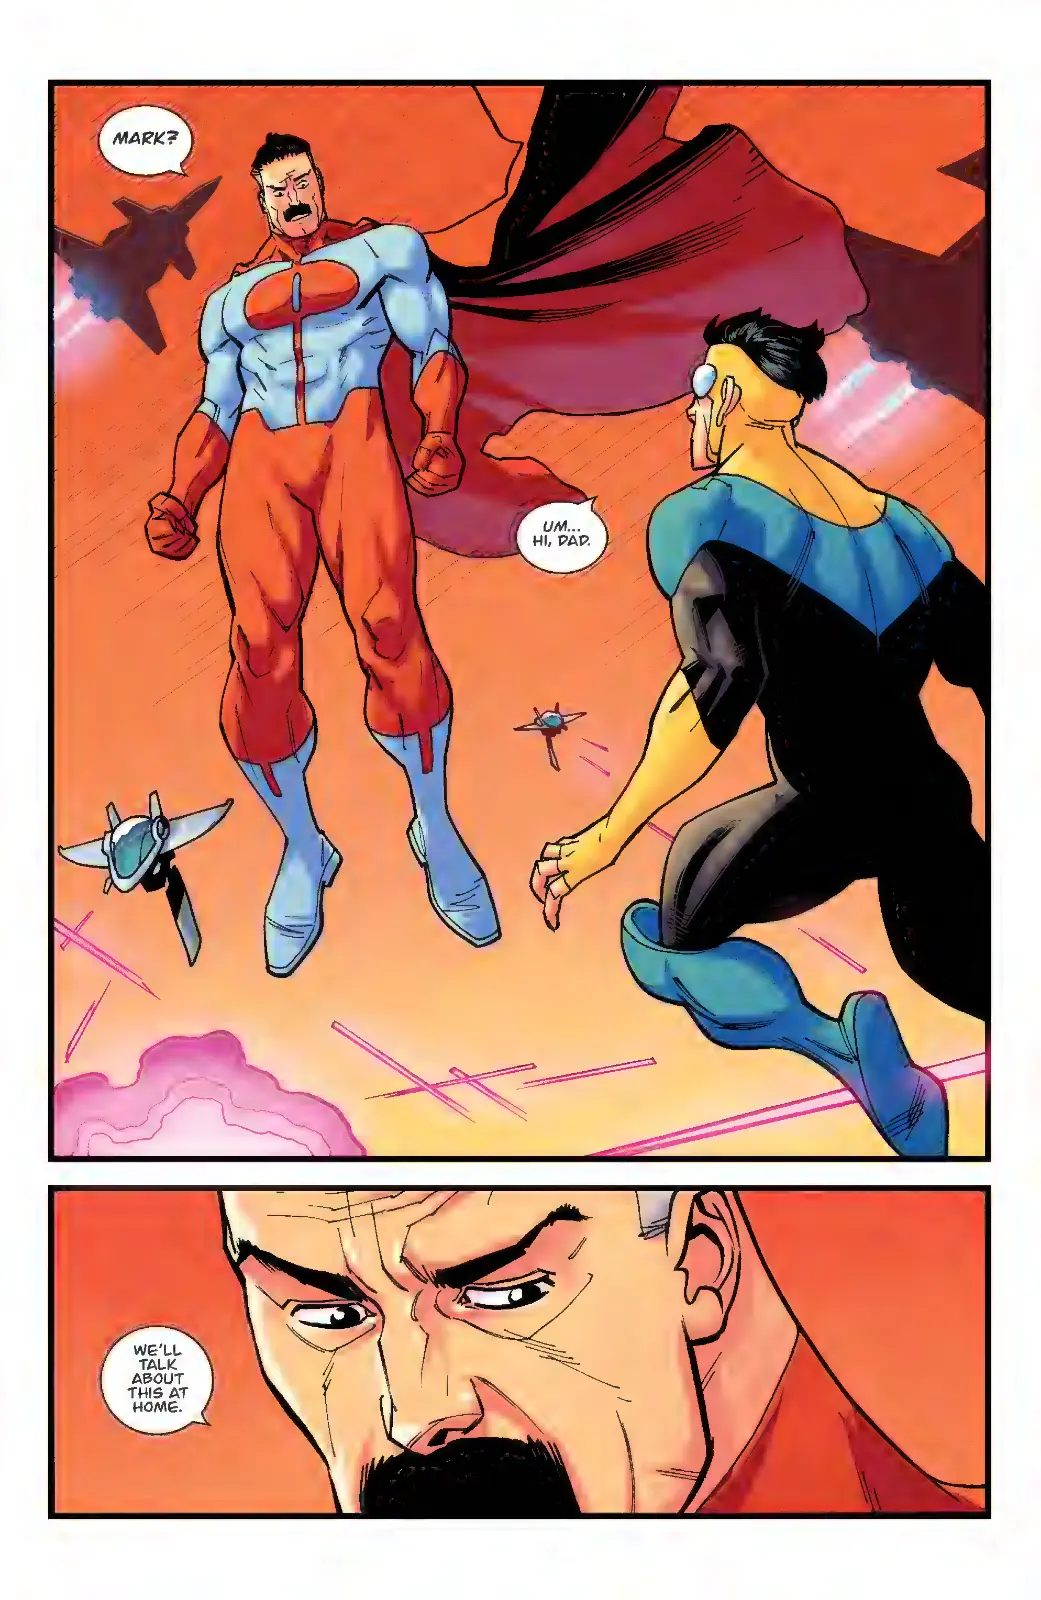 MARK?
UM...
HI, DAD.
WE'LL
TALK
ABOUT
THIS AT
HOME.